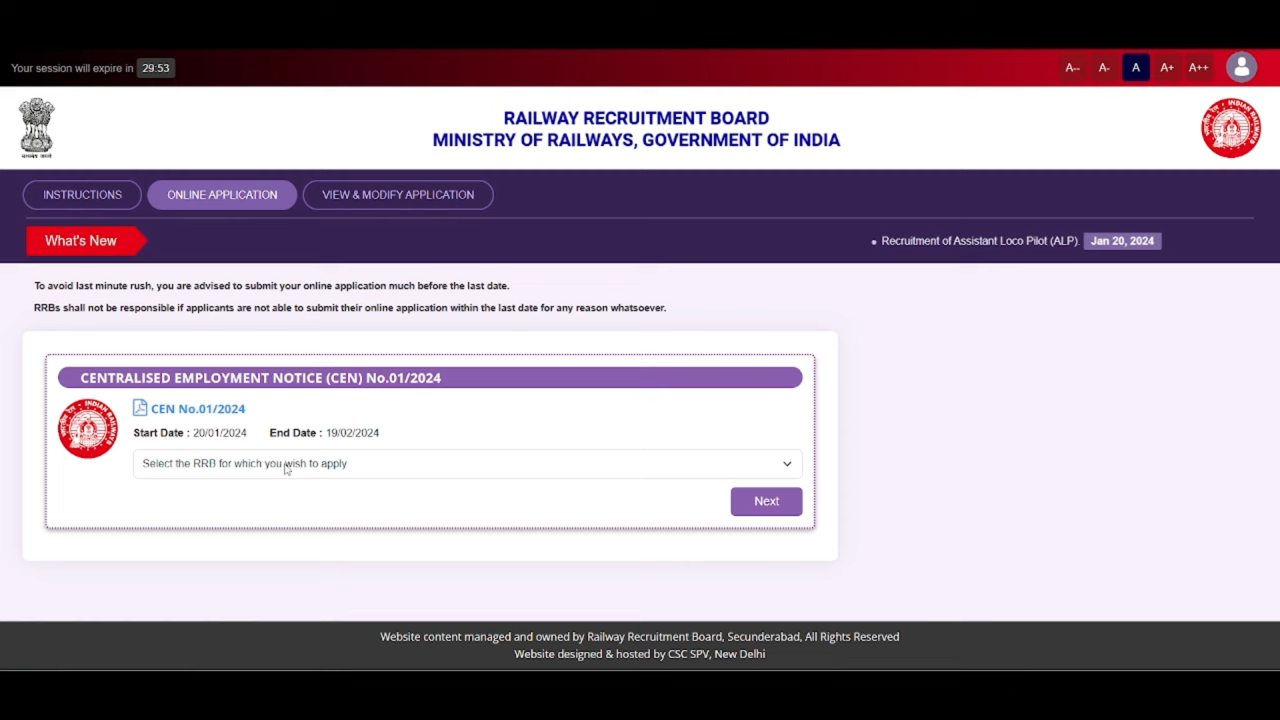 Your session will expire in 29:53
A-- A- A A+ A++
RAILWAY RECRUITMENT BOARD
MINISTRY OF RAILWAYS, GOVERNMENT OF INDIA
INSTRUCTIONS ONLINE APPLICATION VIEW & MODIFY APPLICATION
What's New
Recruitment of Assistant Loco Pilot (ALP). Jan 20, 2024
To avoid last minute rush, you are advised to submit your online application much before the last date.
RRBs shall not be responsible if applicants are not able to submit their online application within the last date for any reason whatsoever.
CENTRALISED EMPLOYMENT NOTICE (CEN) No.01/2024
CEN No.01/2024
Start Date : 20/01/2024 End Date : 19/02/2024
Select the RRB for which you wish to apply
Next
Website content managed and owned by Railway Recruitment Board, Secunderabad, All Rights Reserved
Website designed & hosted by CSC SPV, New Delhi